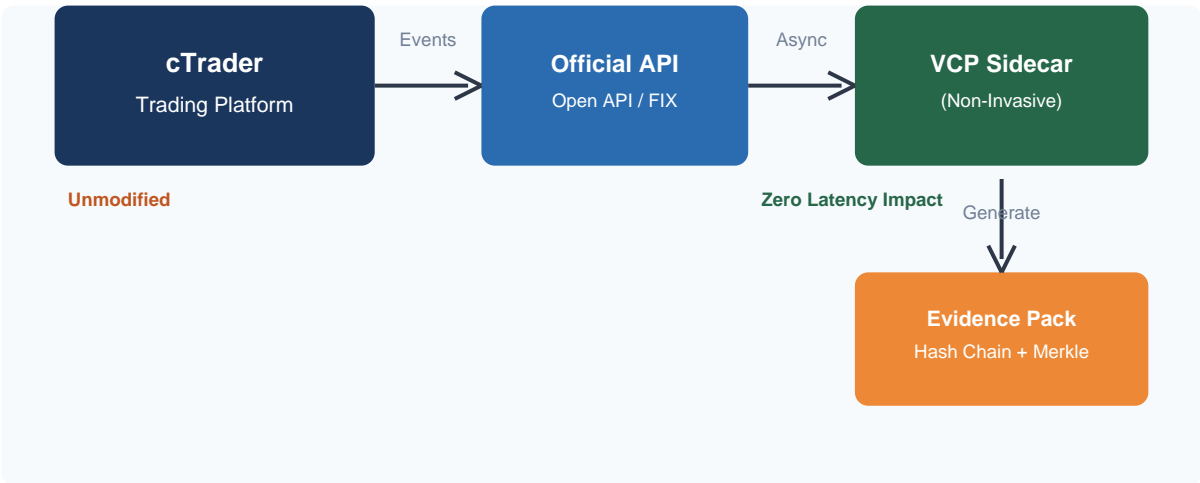 cTrader
Trading Platform
Events
Official API
Open API / FIX
Async
VCP Sidecar
(Non-Invasive)
Unmodified
Zero Latency Impact
Generate
Evidence Pack
Hash Chain + Merkle